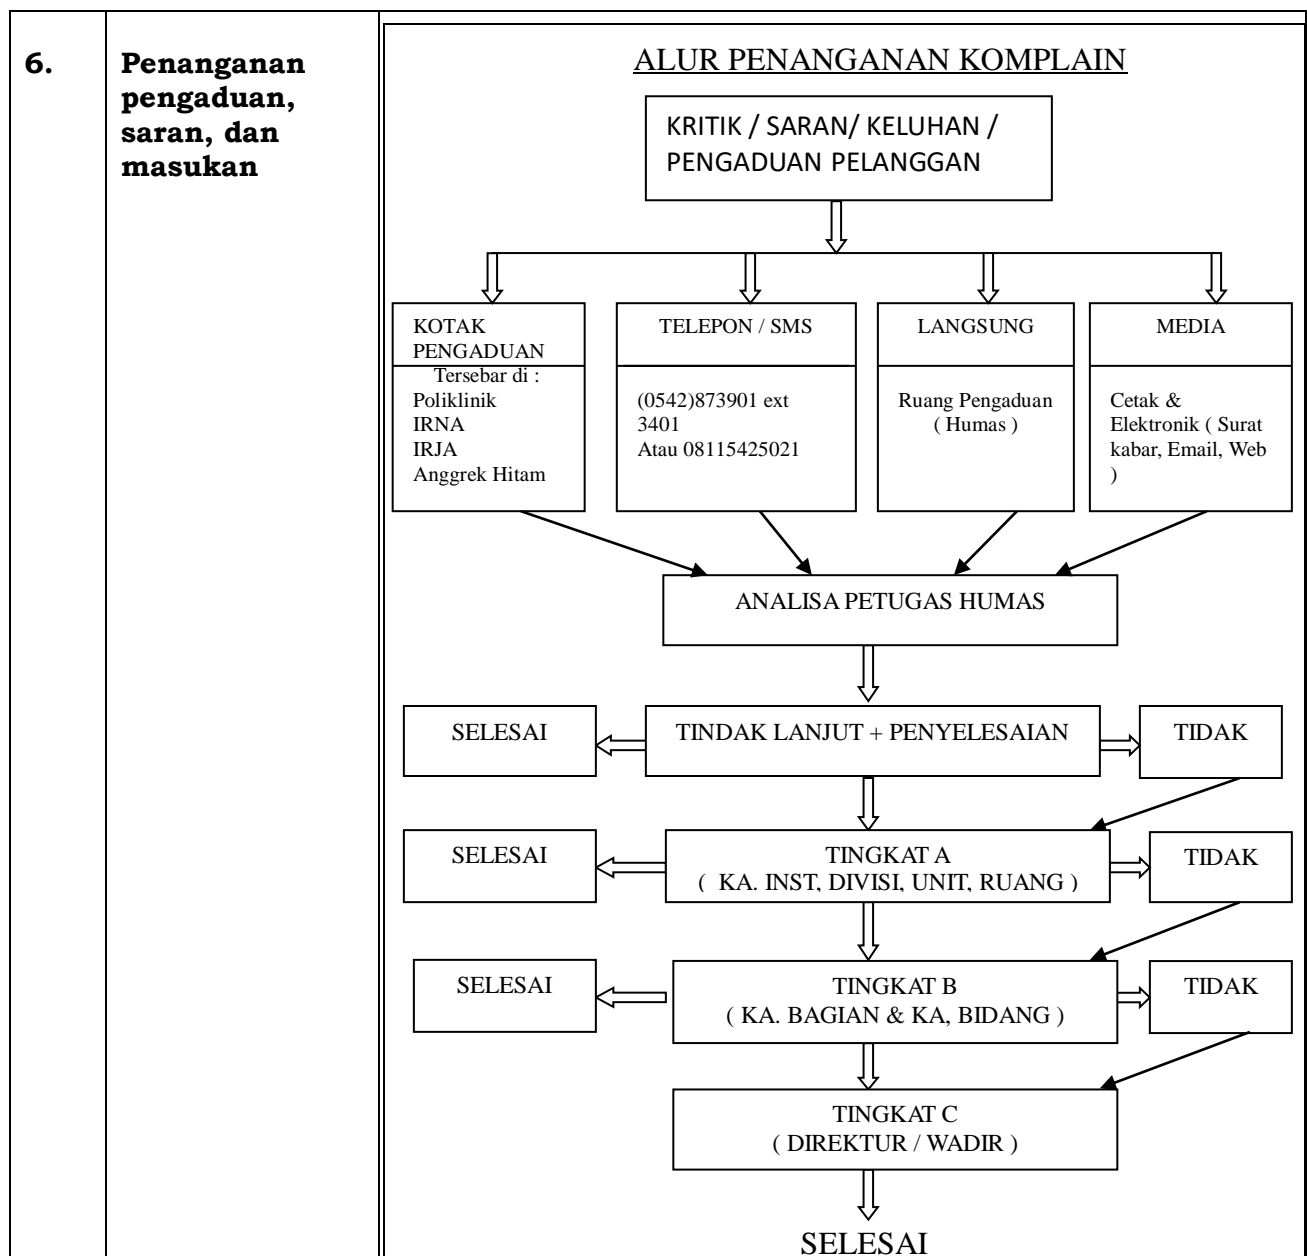 6.
Penanganan
pengaduan,
saran, dan
masukan
ALUR PENANGANAN KOMPLAIN
KRITIK / SARAN/ KELUHAN /
PENGADUAN PELANGGAN
KOTAK
PENGADUAN
Tersebar di :
Poliklinik
IRNA
IRJA
Anggrek Hitam
TELEPON / SMS
(0542)873901 ext
3401
Atau 08115425021
LANGSUNG
Ruang Pengaduan
( Humas )
MEDIA
Cetak &
Elektronik ( Surat
kabar, Email, Web
)
ANALISA PETUGAS HUMAS
SELESAI
TINDAK LANJUT + PENYELESAIAN
TIDAK
SELESAI
TINGKAT A
( KA. INST, DIVISI, UNIT, RUANG )
TIDAK
SELESAI
TINGKAT B
( KA. BAGIAN & KA, BIDANG )
TIDAK
TINGKAT C
( DIREKTUR / WADIR )
SELESAI